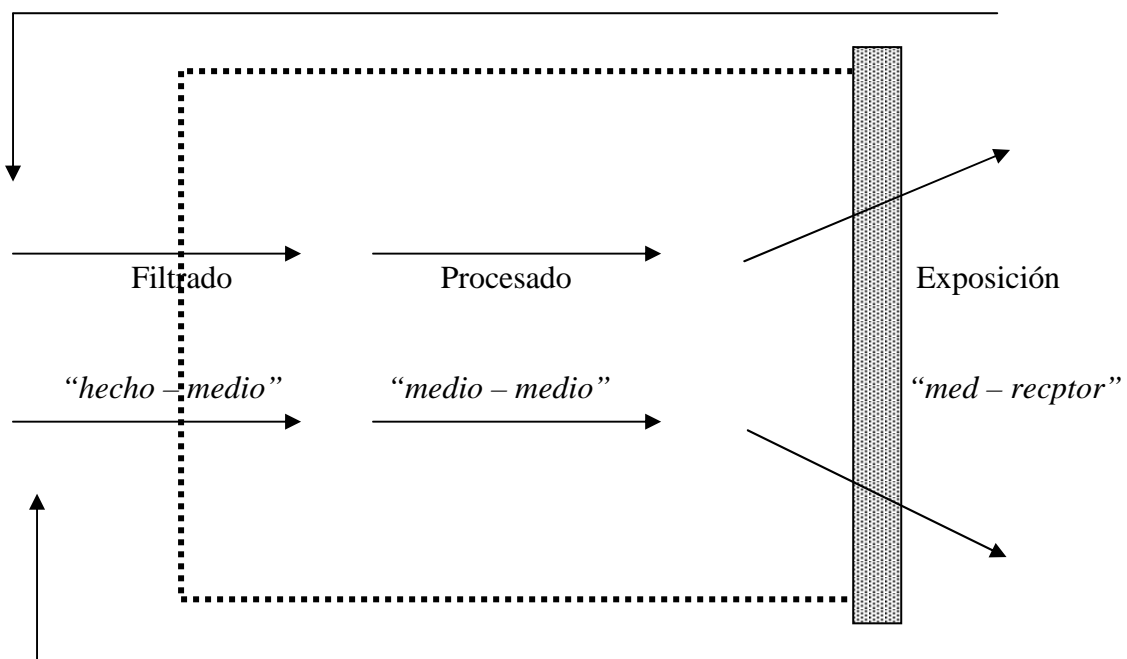 Filtrado Procesado Exposición
“hecho – medio” “medio – medio” “med – recptor”